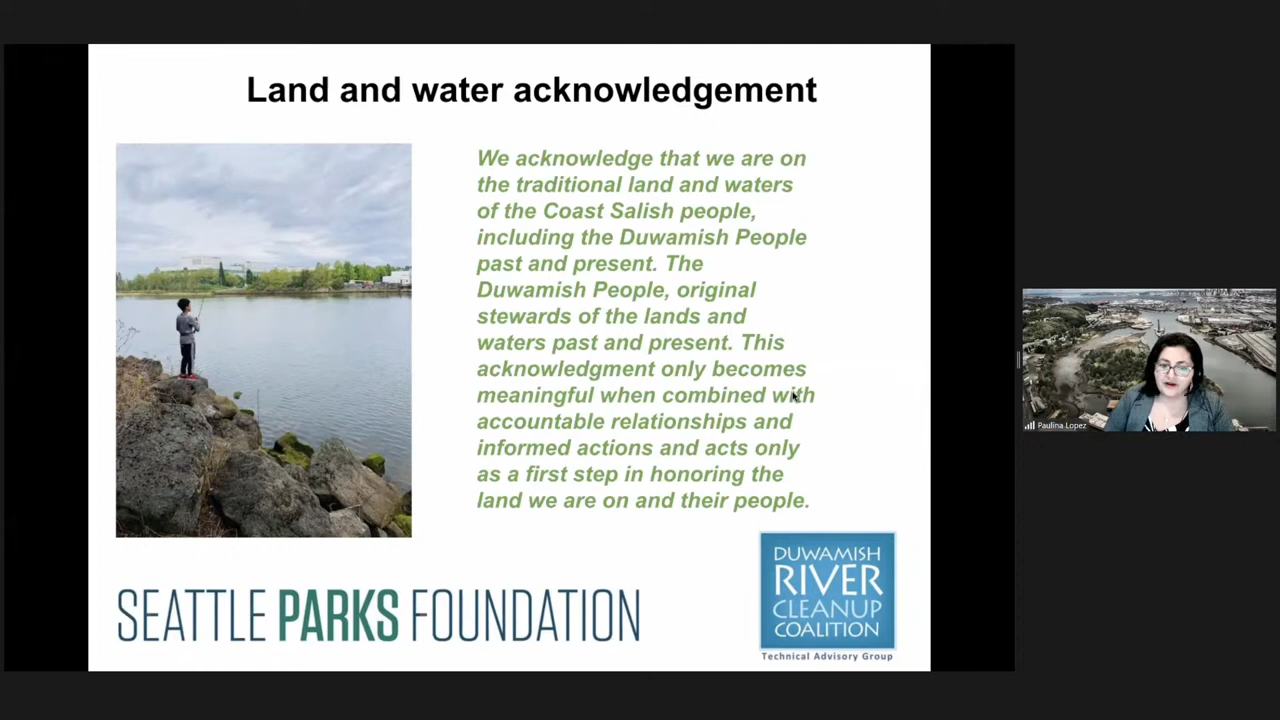 Land and water acknowledgement
We acknowledge that we are on
the traditional land and waters
of the Coast Salish people,
including the Duwamish People
past and present. The
Duwamish People, original
stewards of the lands and
waters past and present. This
acknowledgment only becomes
meaningful when combined with
accountable relationships and
informed actions and acts only
as a first step in honoring the
land we are on and their people.
SEATTLE PARKS FOUNDATION
DUWAMISH
RIVER
CLEANUP
COALITION
Technical Advisory Group
Paulina Lopez